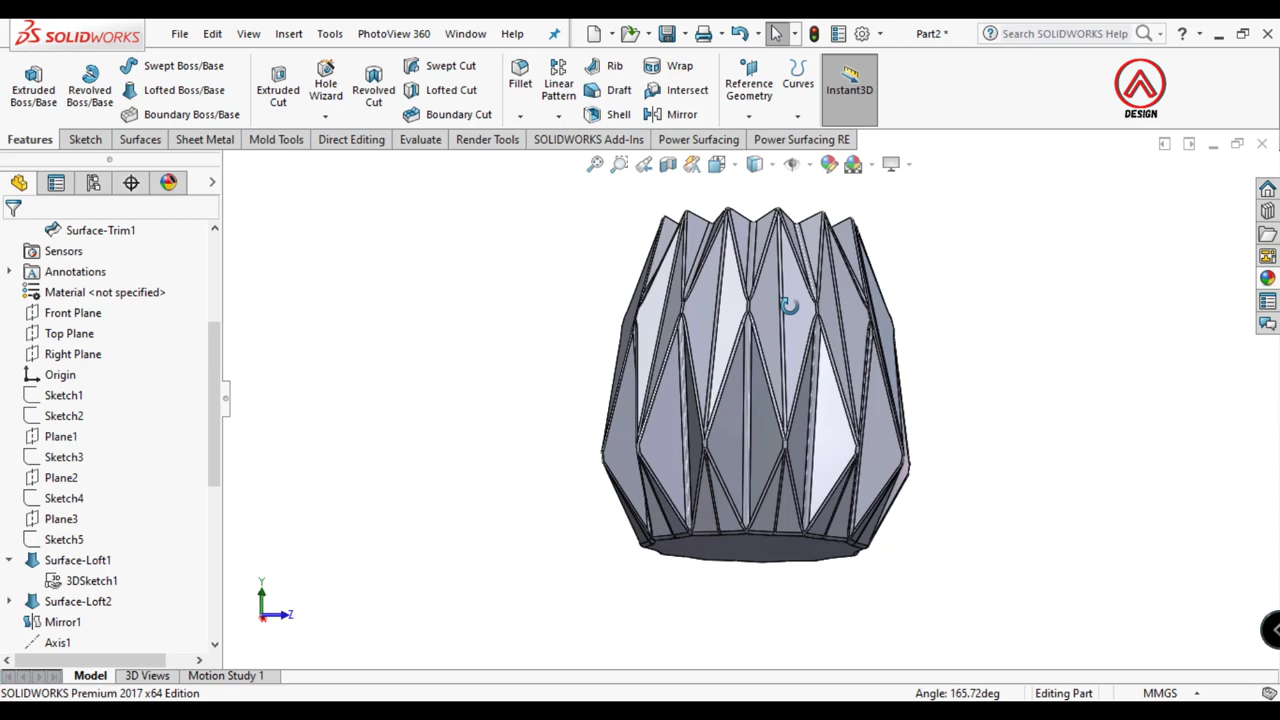 SOLIDWORKS File Edit View Insert Tools PhotoView 360 Window Help Part2 * Search SOLIDWORKS Help ?
Extruded Boss/Base Revolved Boss/Base Swept Boss/Base Lofted Boss/Base Boundary Boss/Base Extruded Cut Hole Wizard Revolved Cut Swept Cut Lofted Cut Boundary Cut Fillet Linear Pattern Rib Draft Shell Wrap Intersect Mirror Reference Geometry Curves Instant3D DESIGN
Features Sketch Surfaces Sheet Metal Mold Tools Direct Editing Evaluate Render Tools SOLIDWORKS Add-Ins Power Surfacing Power Surfacing RE
Surface-Trim1
Sensors
Annotations
Material <not specified>
Front Plane
Top Plane
Right Plane
Origin
Sketch1
Sketch2
Plane1
Sketch3
Plane2
Sketch4
Plane3
Sketch5
Surface-Loft1
3DSketch1
Surface-Loft2
Mirror1
Axis1
Y
Z
Model 3D Views Motion Study 1
SOLIDWORKS Premium 2017 x64 Edition Angle: 165.72deg Editing Part MMGS